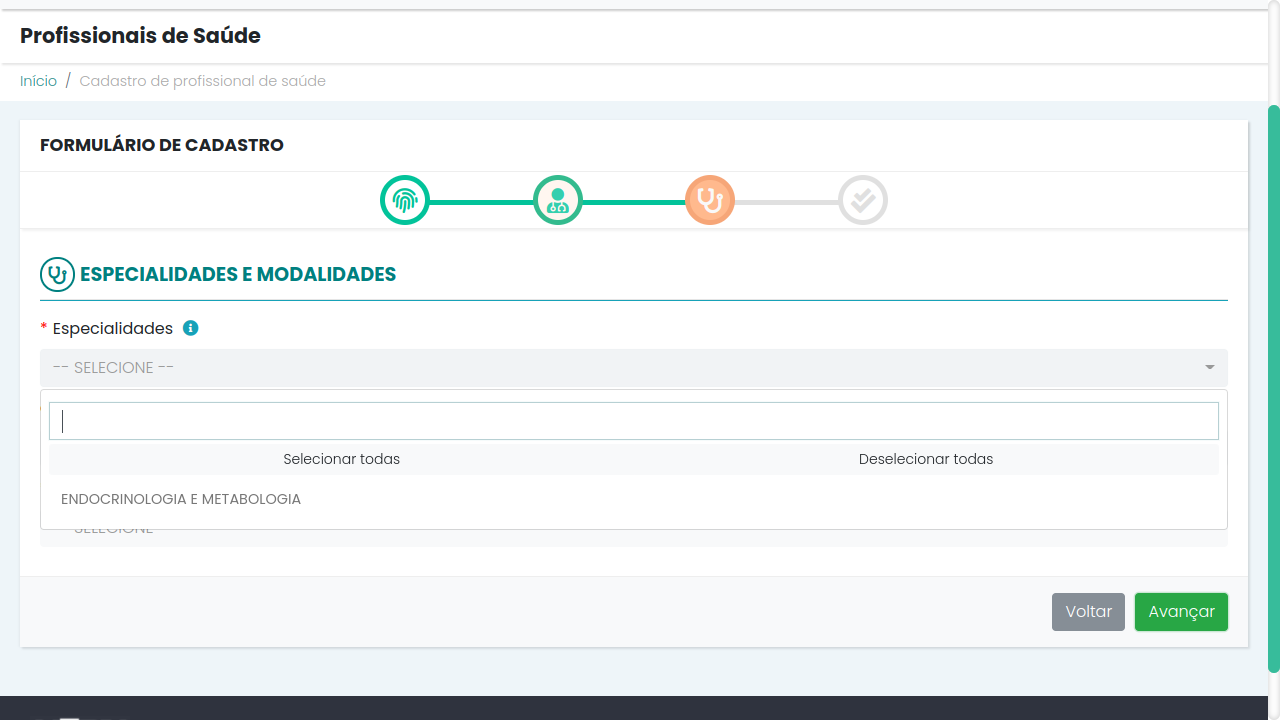 Profissionais de Saúde
Início / Cadastro de profissional de saúde
FORMULÁRIO DE CADASTRO
ESPECIALIDADES E MODALIDADES
* Especialidades
-- SELECIONE --
Selecionar todas Deselecionar todas
ENDOCRINOLOGIA E METABOLOGIA
SELECIONE
Voltar Avançar